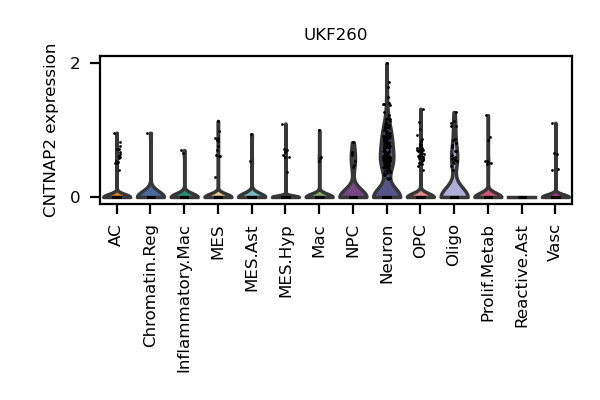 UKF260
CNTNAP2 expression
2
0
AC
Chromatin.Reg
Inflammatory.Mac
MES
MES.Ast
MES.Hyp
Mac
NPC
Neuron
OPC
Oligo
Prolif.Metab
Reactive.Ast
Vasc